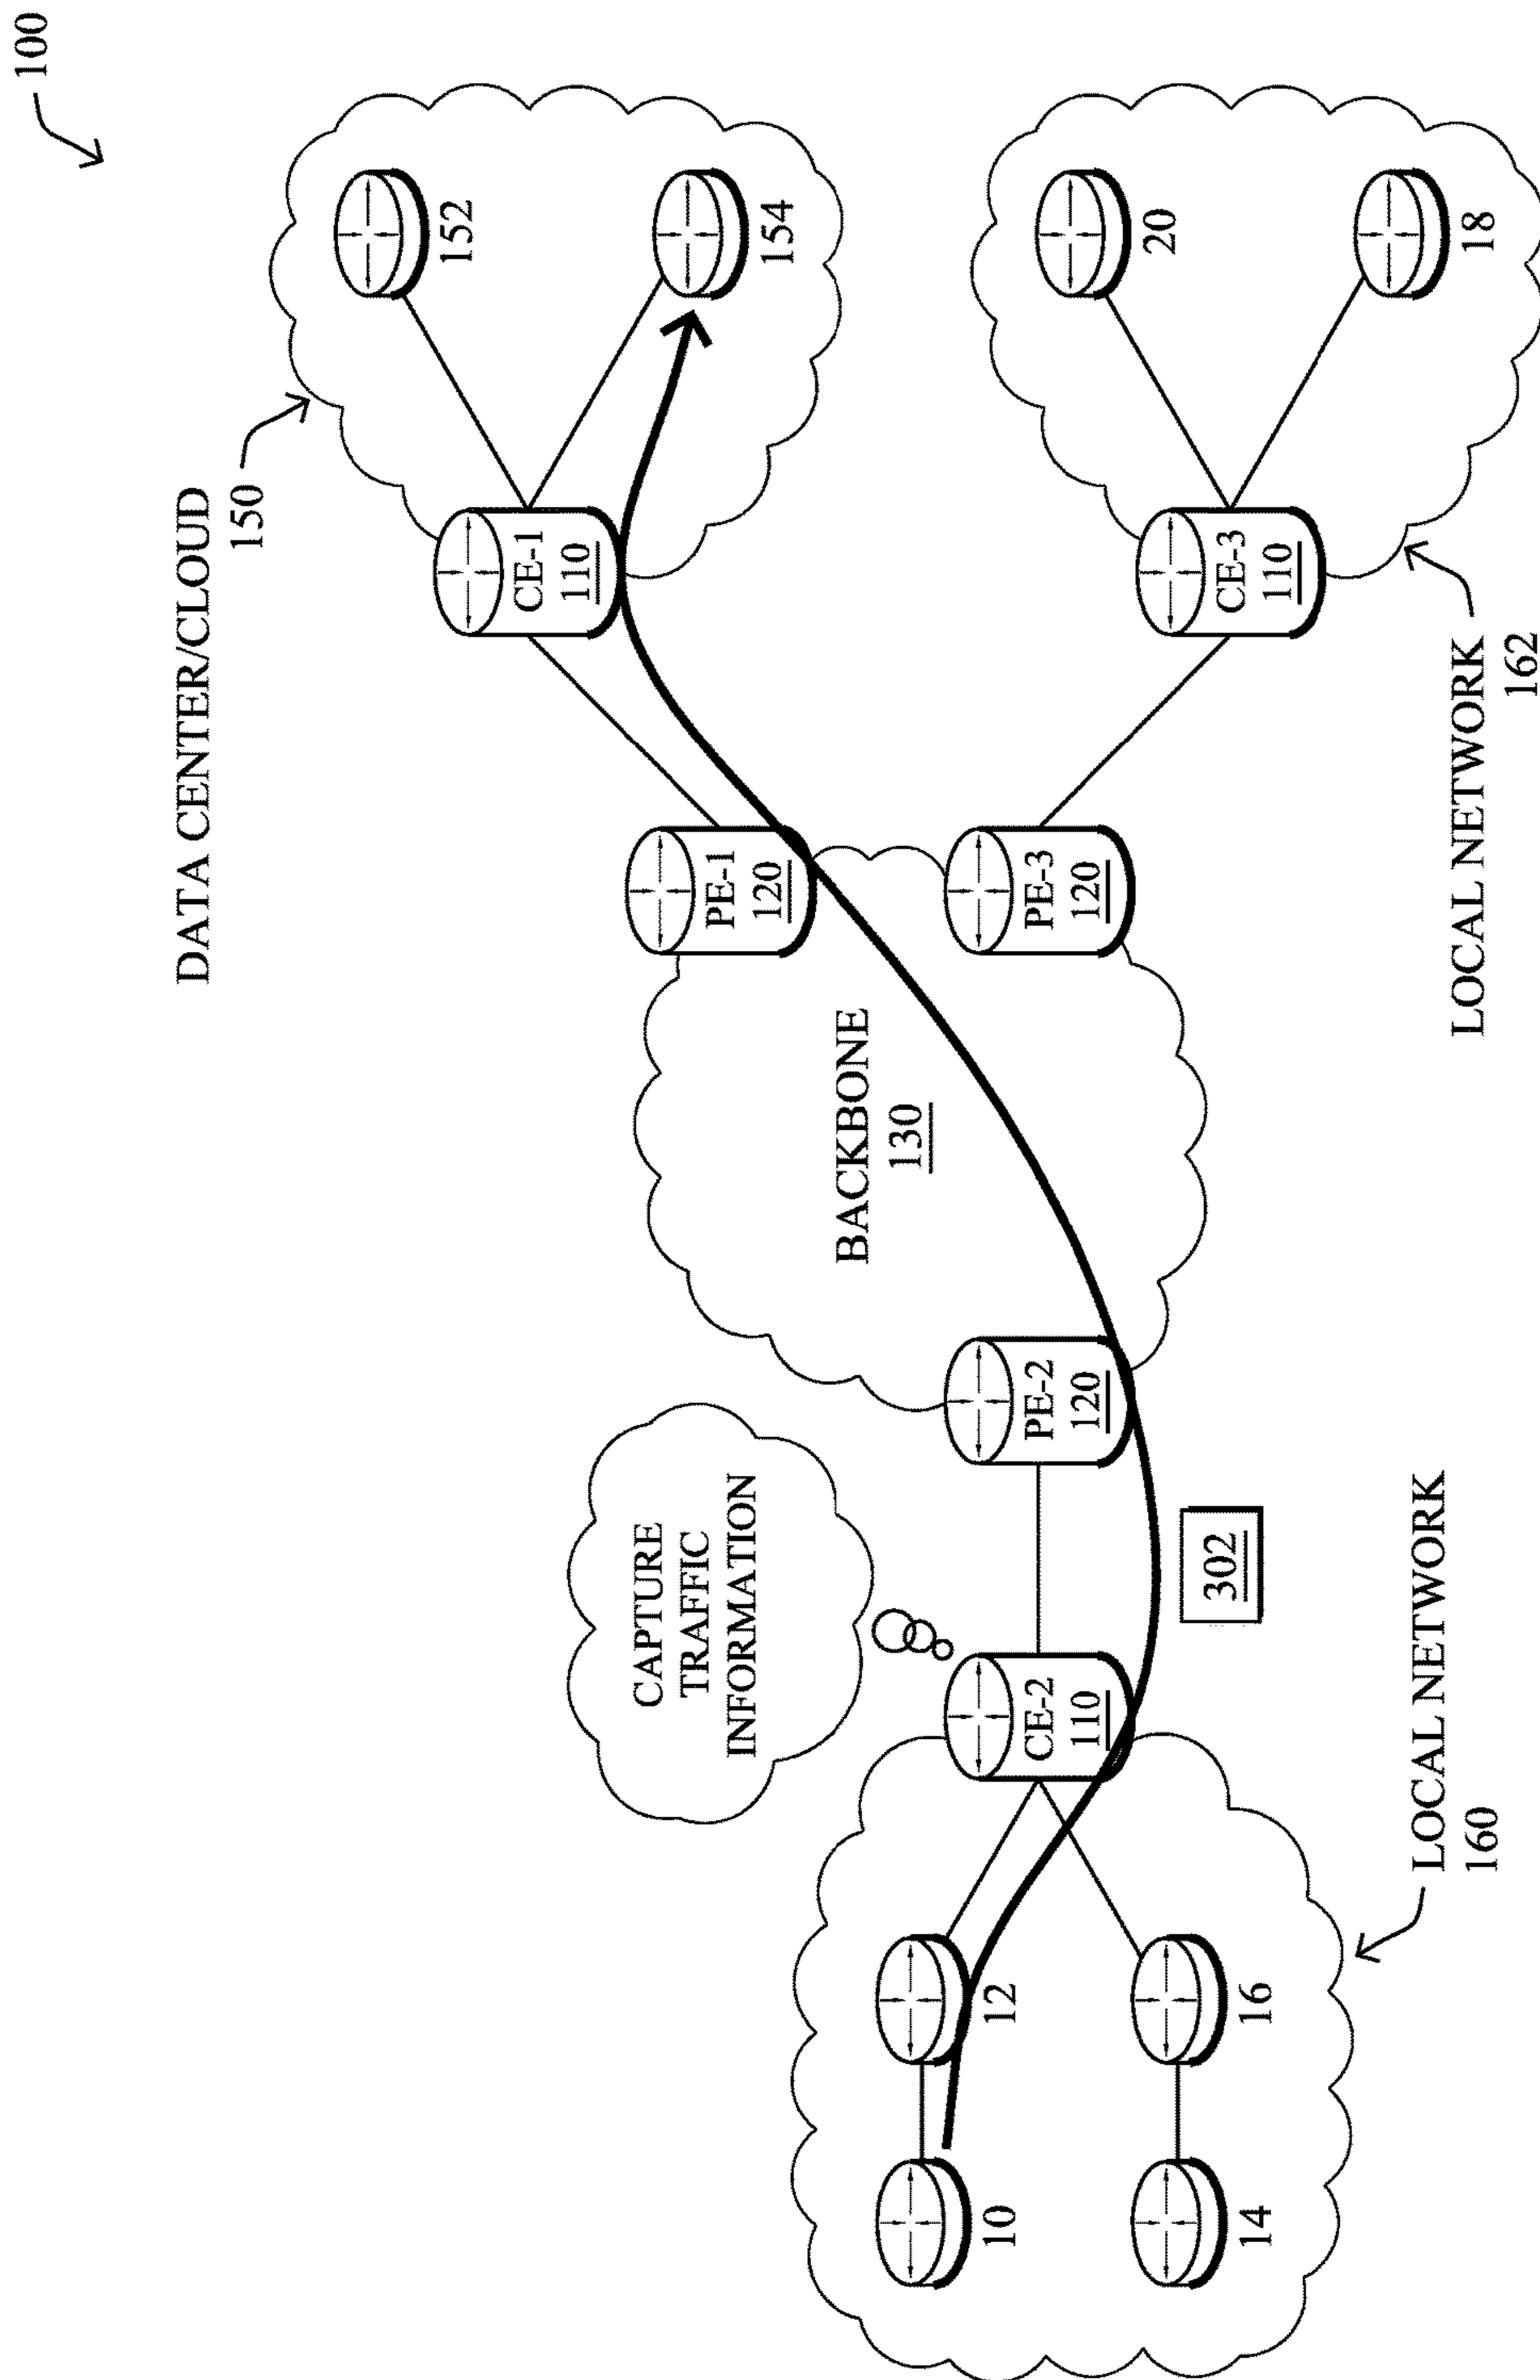 100
DATA CENTER/CLOUD
150
152
154
CE-1
110
PE-1
120
BACKBONE
130
CAPTURE
TRAFFIC
INFORMATION
10
12
14
16
CE-2
110
PE-2
120
302
PE-3
120
CE-3
110
20
18
LOCAL NETWORK
160
LOCAL NETWORK
162